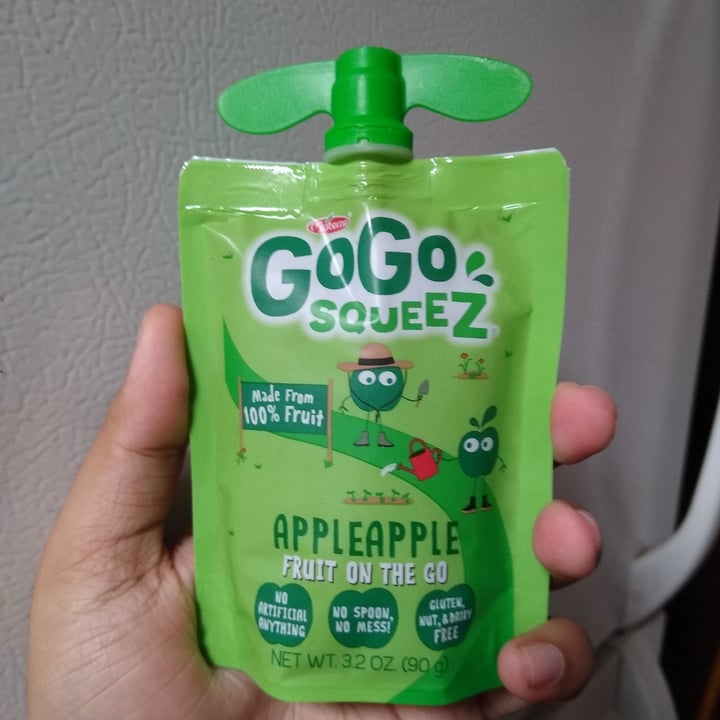 GoGo
SQUEEZ
Made From
100% Fruit
APPLEAPPLE
FRUIT ON THE GO
NO
ARTIFICIAL
ANYTHING
NO SPOON,
NO MESS!
GLUTEN,
NUT, & DAIRY
FREE
NET WT. 3.2 OZ. (90 g)